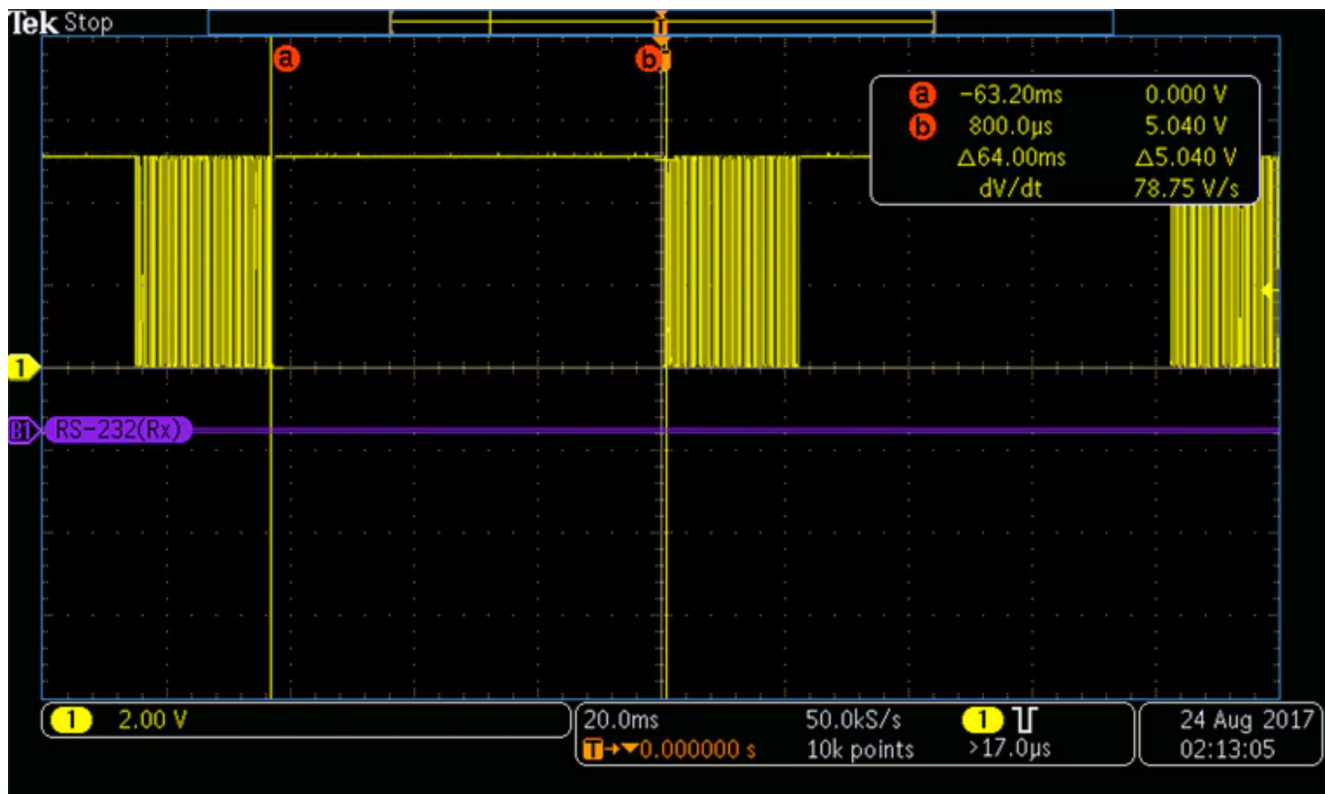 Tek Stop
T
a b
a -63.20ms 0.000 V
b 800.0µs 5.040 V
Δ64.00ms Δ5.040 V
dV/dt 78.75 V/s
1
B1 RS-232(Rx)
1 2.00 V
20.0ms 50.0kS/s 1
T→▼0.000000 s 10k points >17.0µs
24 Aug 2017
02:13:05